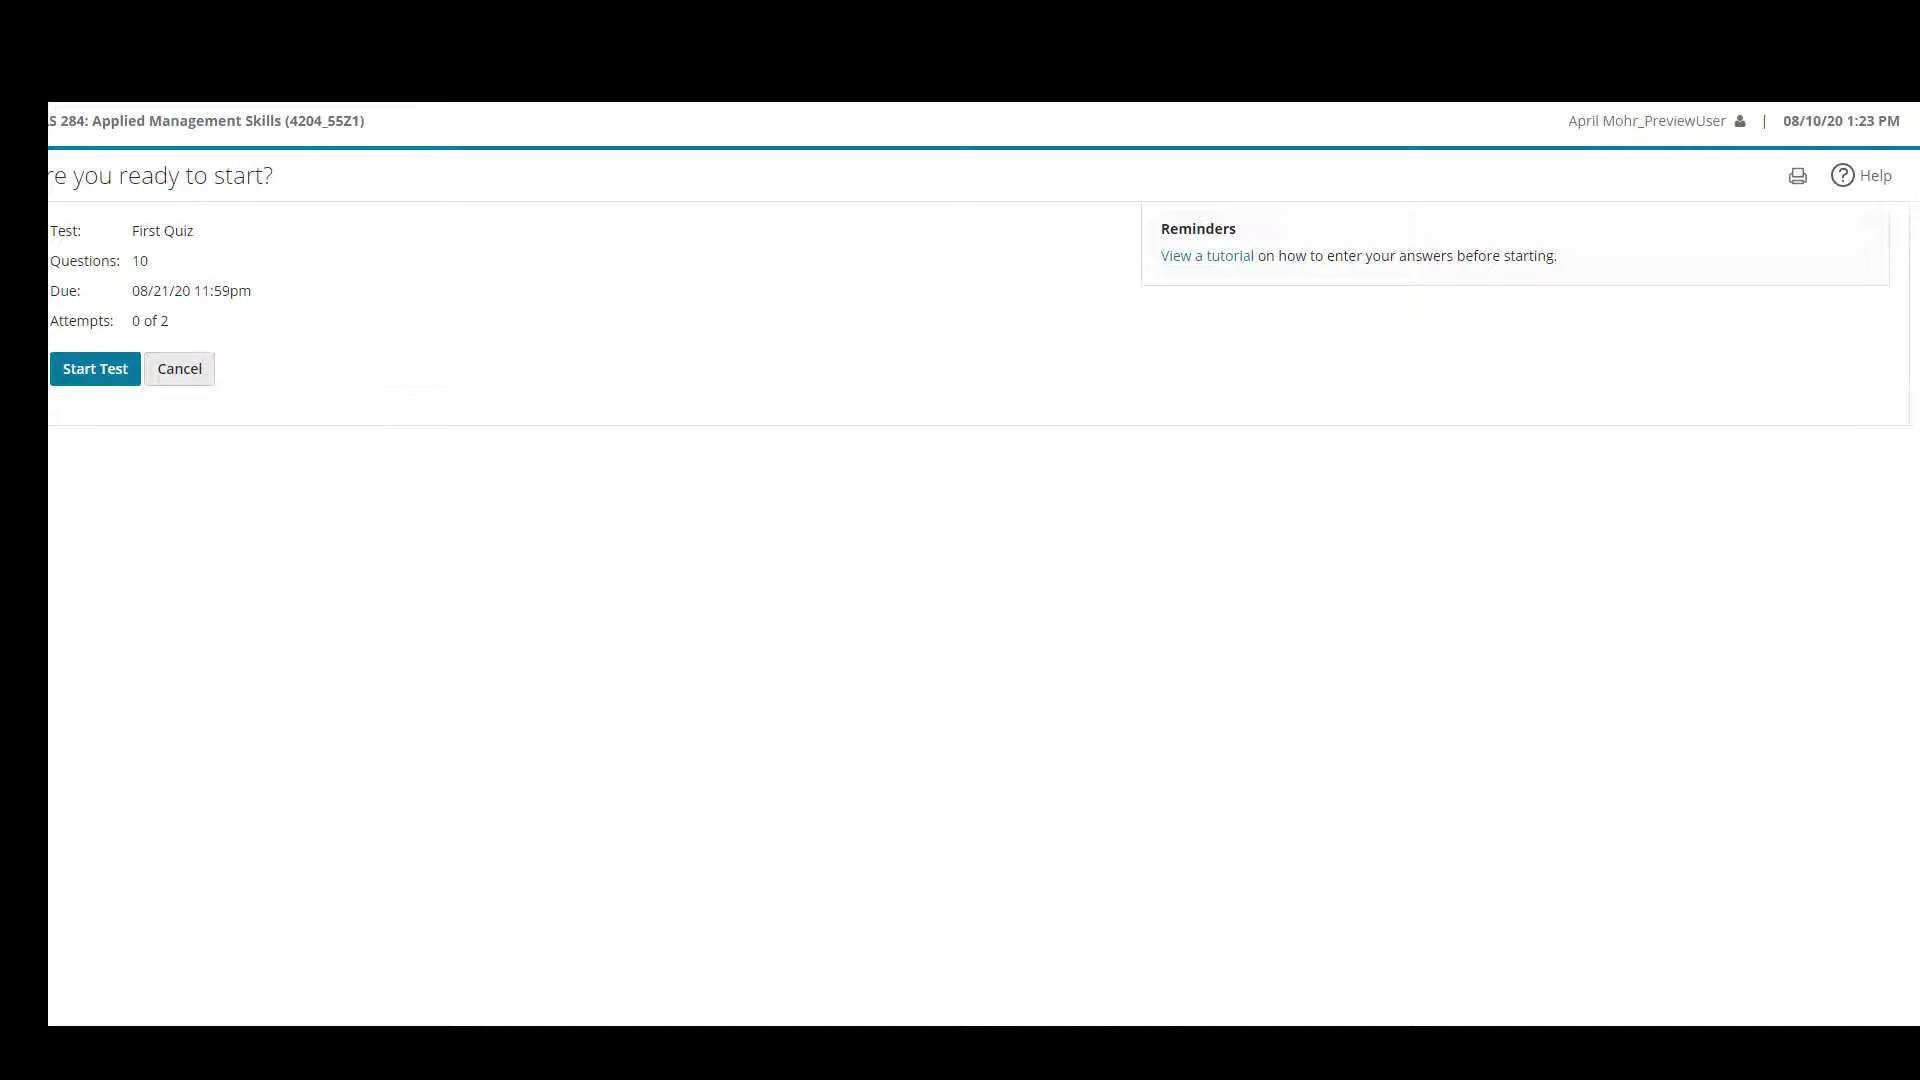 S 284: Applied Management Skills (4204_55Z1)
April Mohr_PreviewUser | 08/10/20 1:23 PM
re you ready to start?
Help
Test: First Quiz
Questions: 10
Due: 08/21/20 11:59pm
Attempts: 0 of 2
Start Test Cancel
Reminders
View a tutorial on how to enter your answers before starting.